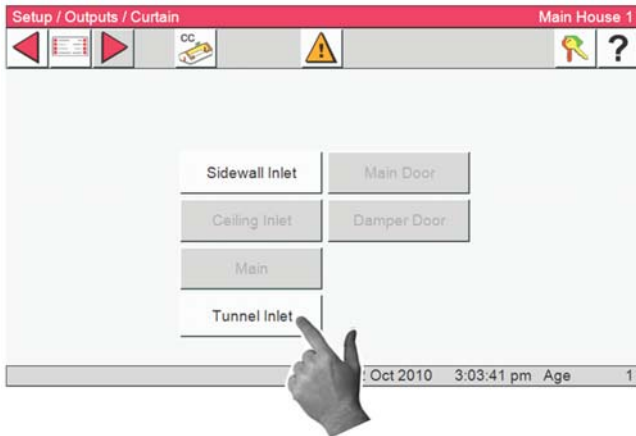 Setup / Outputs / Curtain Main House 1
CC ?
Sidewall Inlet Main Door
Ceiling Inlet Damper Door
Main
Tunnel Inlet
Oct 2010 3:03:41 pm Age 1